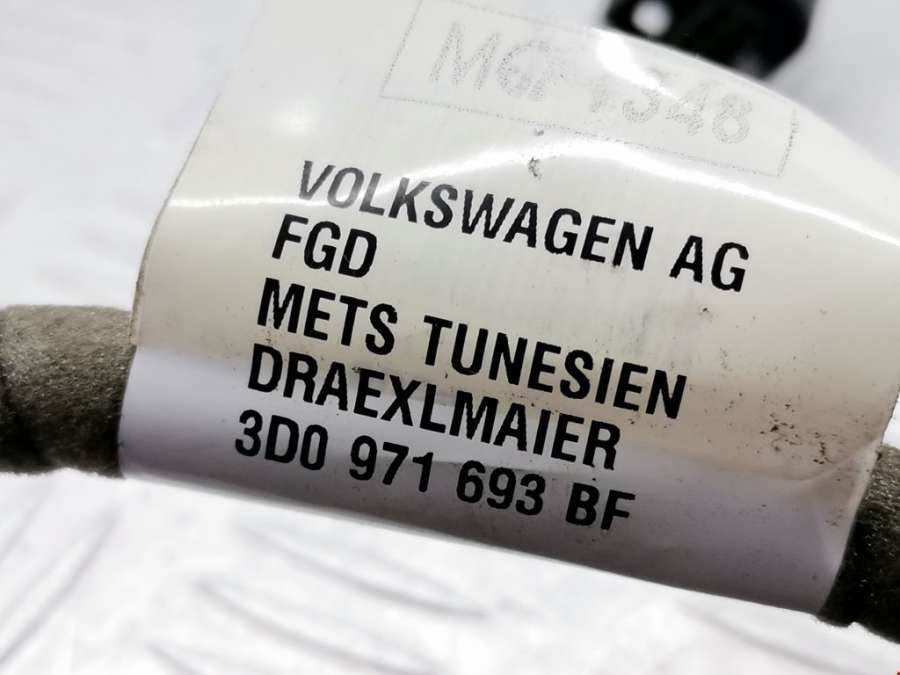 VOLKSWAGEN AG
FGD
METS TUNESIEN
DRAEXLMAIER
3D0 971 693 BF